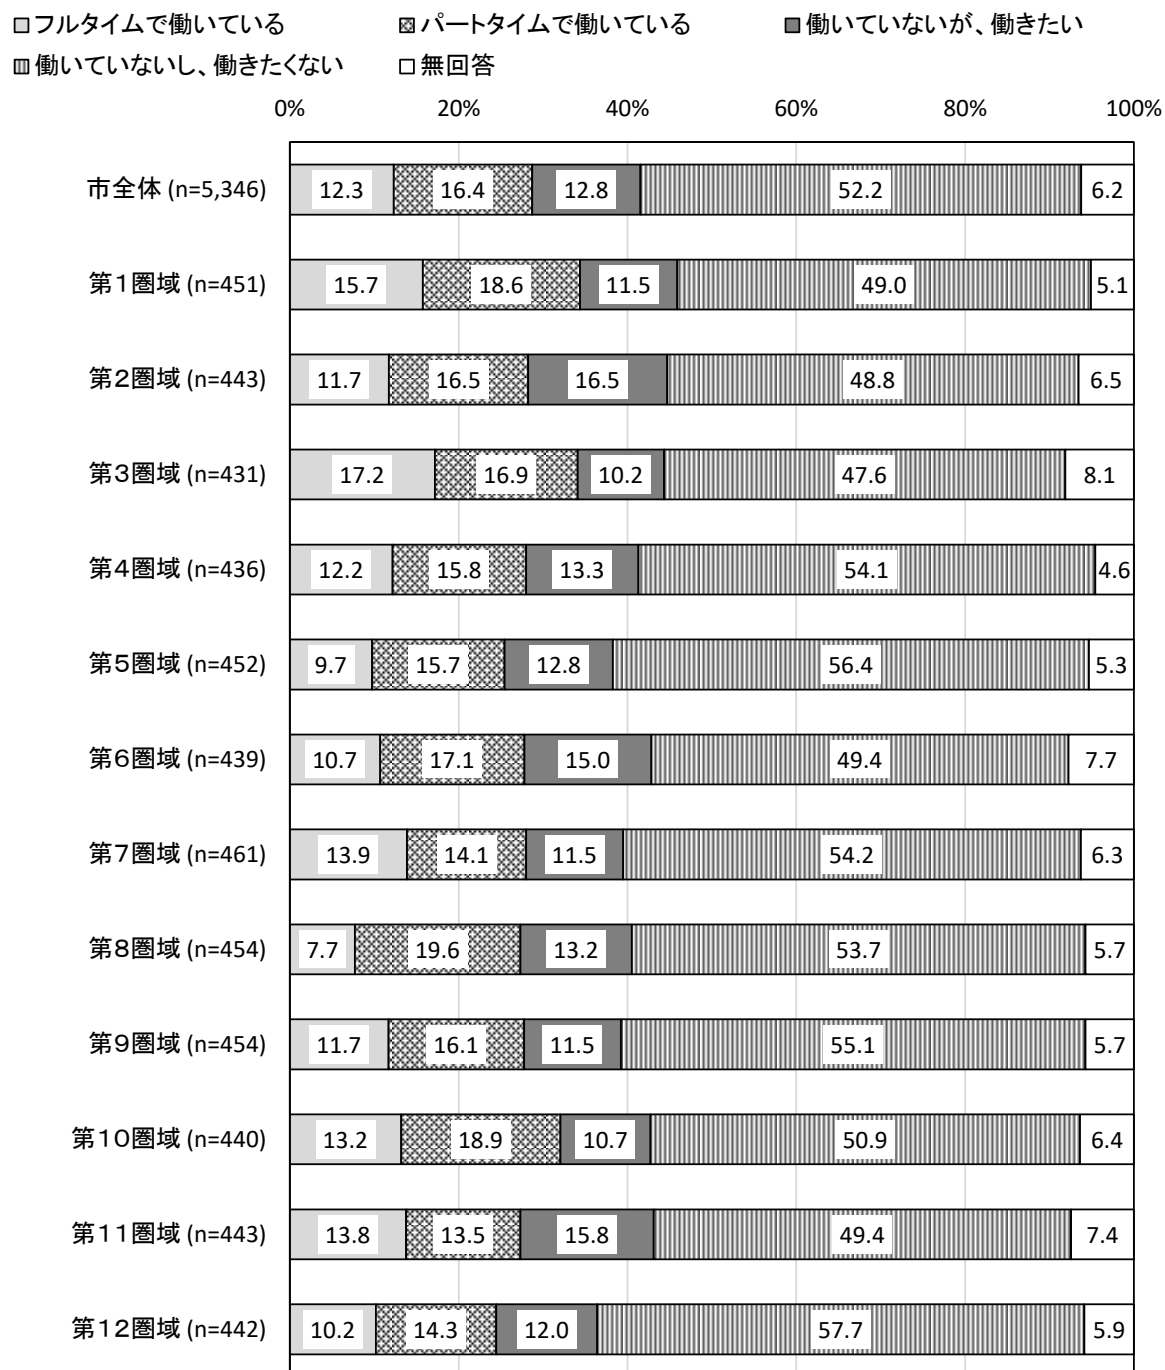 フルタイムで働いている パートタイムで働いている 働いていないが、働きたい
働いていないし、働きたくない 無回答
0% 20% 40% 60% 80% 100%
市全体 (n=5,346) 12.3 16.4 12.8 52.2 6.2
第1圏域 (n=451) 15.7 18.6 11.5 49.0 5.1
第2圏域 (n=443) 11.7 16.5 16.5 48.8 6.5
第3圏域 (n=431) 17.2 16.9 10.2 47.6 8.1
第4圏域 (n=436) 12.2 15.8 13.3 54.1 4.6
第5圏域 (n=452) 9.7 15.7 12.8 56.4 5.3
第6圏域 (n=439) 10.7 17.1 15.0 49.4 7.7
第7圏域 (n=461) 13.9 14.1 11.5 54.2 6.3
第8圏域 (n=454) 7.7 19.6 13.2 53.7 5.7
第9圏域 (n=454) 11.7 16.1 11.5 55.1 5.7
第10圏域 (n=440) 13.2 18.9 10.7 50.9 6.4
第11圏域 (n=443) 13.8 13.5 15.8 49.4 7.4
第12圏域 (n=442) 10.2 14.3 12.0 57.7 5.9